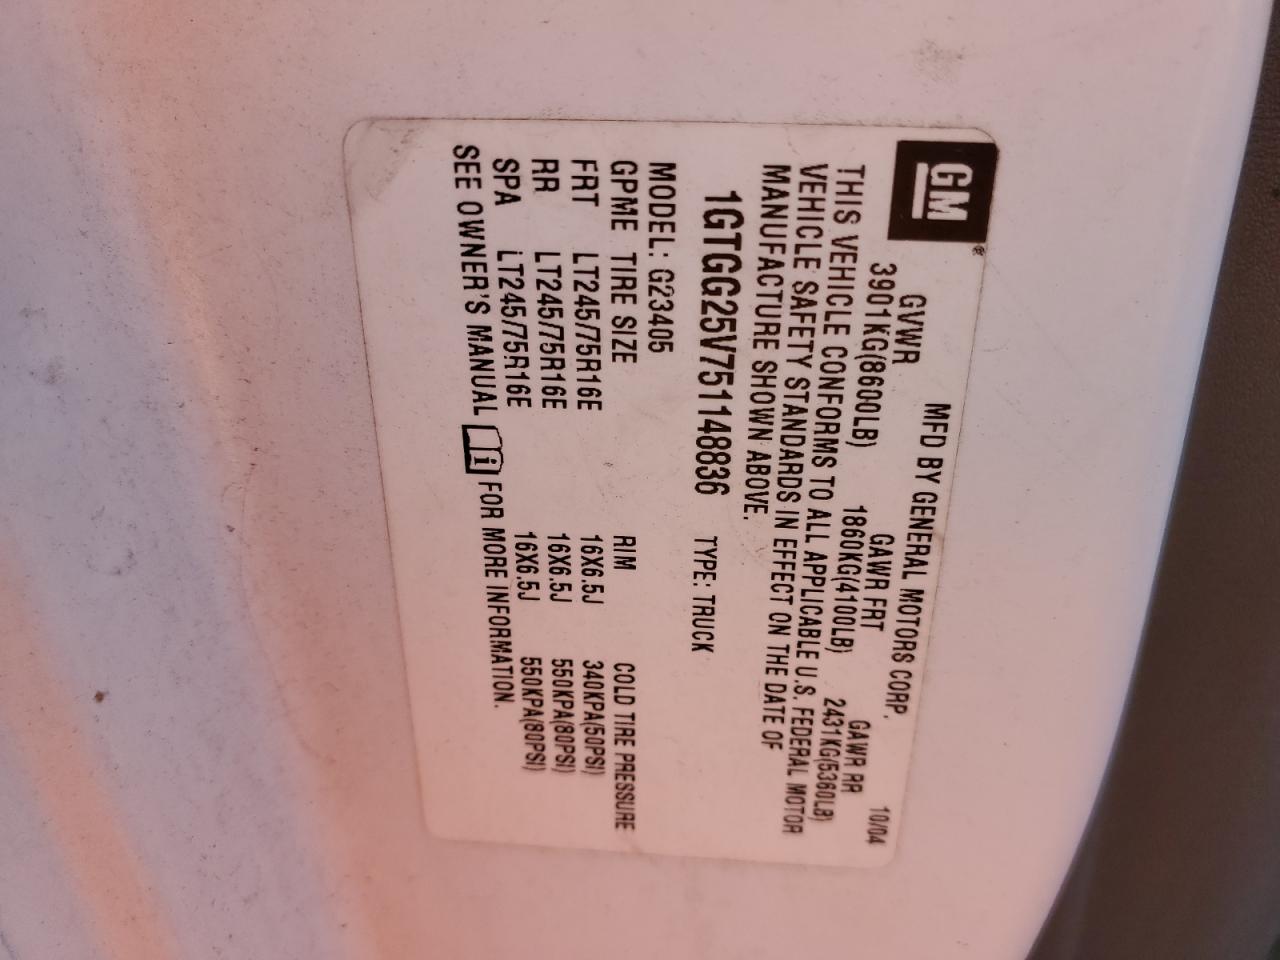 GM®
MFD BY GENERAL MOTORS CORP. 10/04
GVWR GAWR FRT GAWR RR
3901KG(8600LB) 1860KG(4100LB) 2431KG(5360LB)
THIS VEHICLE CONFORMS TO ALL APPLICABLE U.S. FEDERAL MOTOR
VEHICLE SAFETY STANDARDS IN EFFECT ON THE DATE OF
MANUFACTURE SHOWN ABOVE.
1GTGG25V751148836 TYPE: TRUCK
MODEL: G23405
GPME TIRE SIZE RIM COLD TIRE PRESSURE
FRT LT245/75R16E 16X6.5J 340KPA(50PSI)
RR LT245/75R16E 16X6.5J 550KPA(80PSI)
SPA LT245/75R16E 16X6.5J 550KPA(80PSI)
SEE OWNER'S MANUAL i FOR MORE INFORMATION.